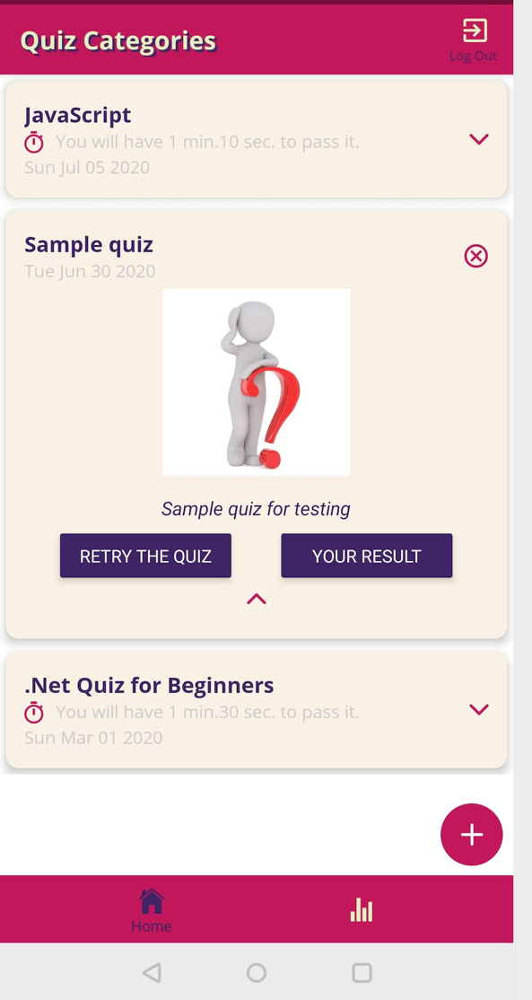 Quiz Categories
Log Out
JavaScript
You will have 1 min.10 sec. to pass it.
Sun Jul 05 2020
Sample quiz
Tue Jun 30 2020
Sample quiz for testing
RETRY THE QUIZ
YOUR RESULT
.Net Quiz for Beginners
You will have 1 min.30 sec. to pass it.
Sun Mar 01 2020
Home